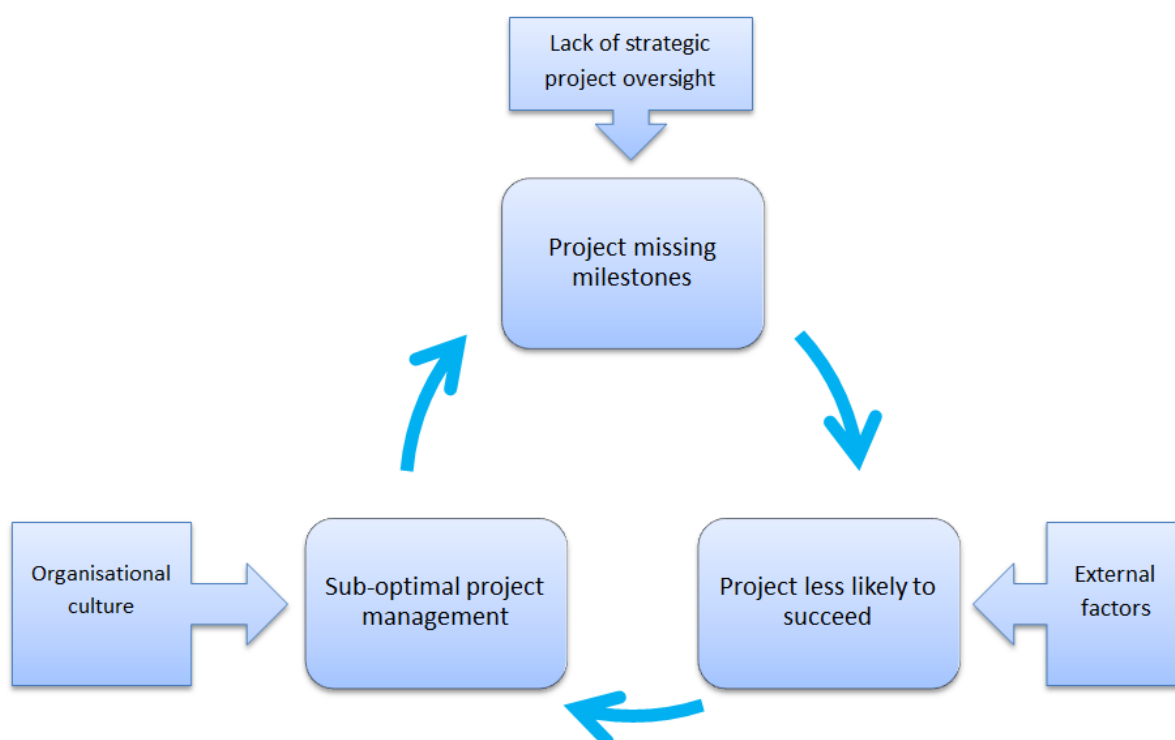 Lack of strategic
project oversight
Project missing
milestones
Organisational
culture
Sub-optimal project
management
Project less likely to
succeed
External
factors